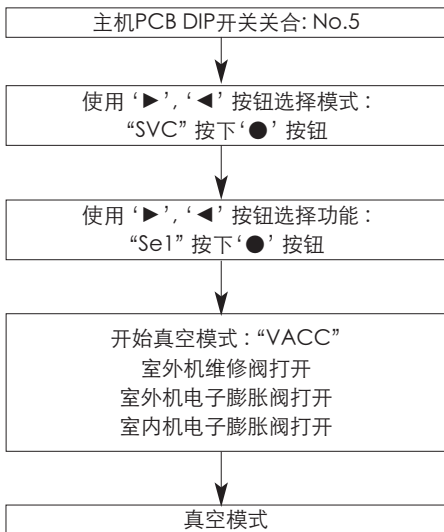 主机PCB DIP开关关合: No.5
使用 ‘▶’, ‘◀’ 按钮选择模式 :
“SVC” 按下‘●’ 按钮
使用 ‘▶’, ‘◀’ 按钮选择功能 :
“Se1” 按下‘●’ 按钮
开始真空模式 : “VACC”
室外机维修阀打开
室外机电子膨胀阀打开
室内机电子膨胀阀打开
真空模式